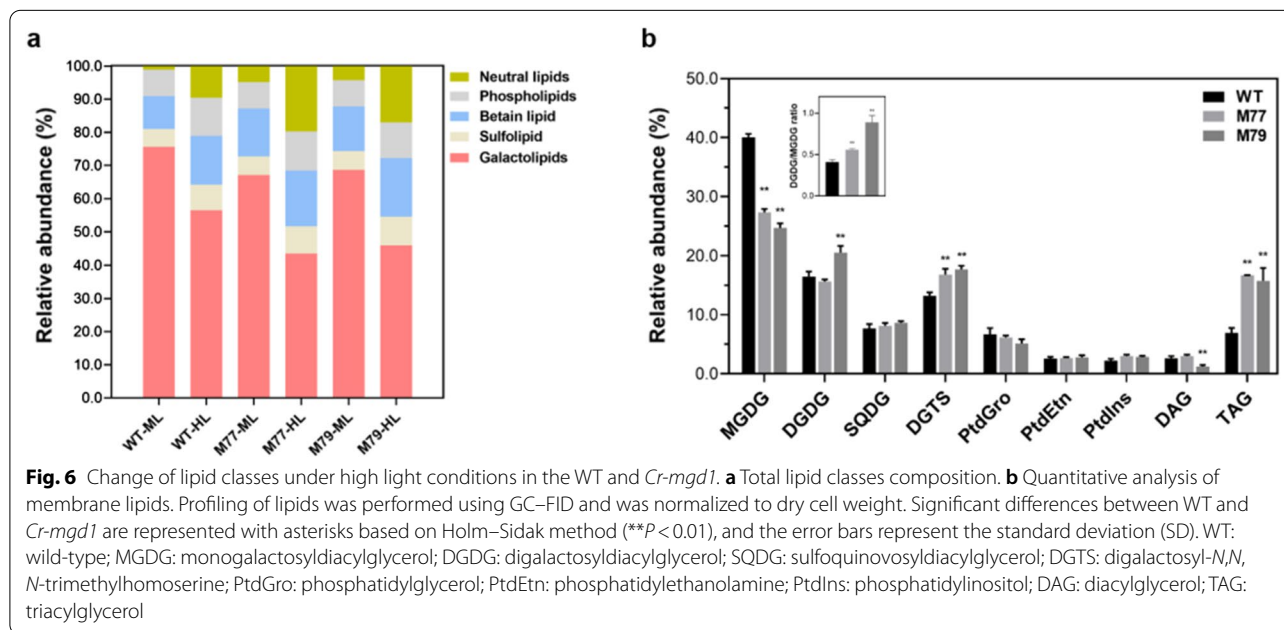 a
Relative abundance (%)
100.0
90.0
80.0
70.0
60.0
50.0
40.0
30.0
20.0
10.0
0.0
WT-ML
WT-HL
M77-ML
M77-HL
M79-ML
M79-HL
Neutral lipids
Phospholipids
Betain lipid
Sulfolipid
Galactolipids
b
Relative abundance (%)
50.0
40.0
30.0
20.0
10.0
0.0
DGDG/MGDG ratio
1.0
0.5
0.0
**
**
WT
M77
M79
**
**
**
**
**
**
**
**
MGDG
DGDG
SQDG
DGTS
PtdGro
PtdEtn
PtdIns
DAG
TAG
Fig. 6 Change of lipid classes under high light conditions in the WT and Cr-mgd1. a Total lipid classes composition. b Quantitative analysis of
membrane lipids. Profiling of lipids was performed using GC–FID and was normalized to dry cell weight. Significant differences between WT and
Cr-mgd1 are represented with asterisks based on Holm–Sidak method (**P < 0.01), and the error bars represent the standard deviation (SD). WT:
wild-type; MGDG: monogalactosyldiacylglycerol; DGDG: digalactosyldiacylglycerol; SQDG: sulfoquinovosyldiacylglycerol; DGTS: digalactosyl-N,N,
N-trimethylhomoserine; PtdGro: phosphatidylglycerol; PtdEtn: phosphatidylethanolamine; PtdIns: phosphatidylinositol; DAG: diacylglycerol; TAG:
triacylglycerol